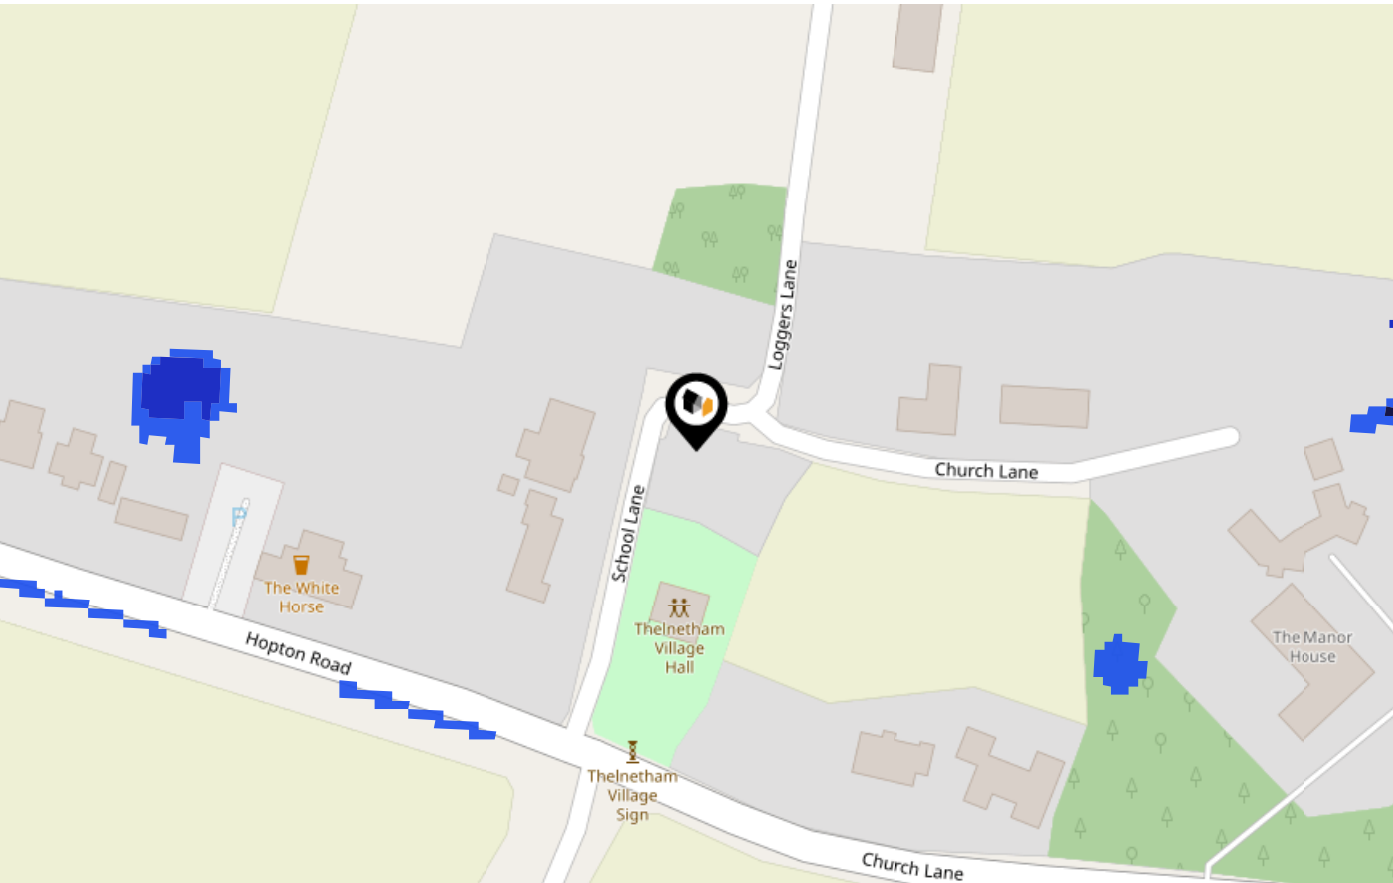 Loggers Lane
Church Lane
School Lane
P
The White
Horse
Thelnetham
Village
Hall
The Manor
House
Hopton Road
Thelnetham
Village
Sign
Church Lane